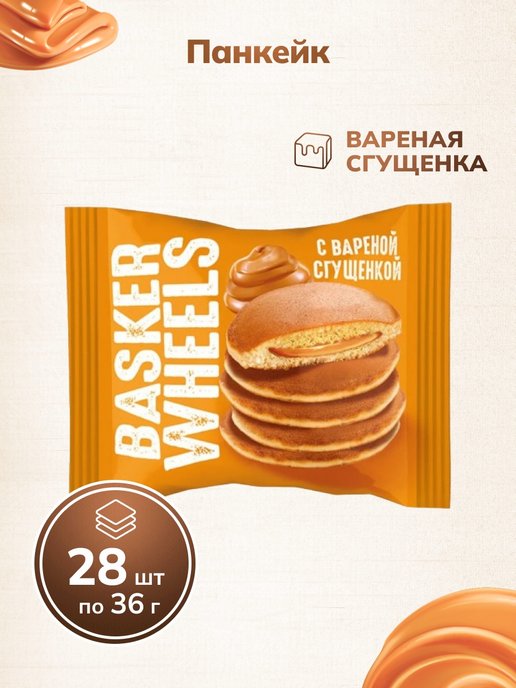 Панкейк
ВАРЕНАЯ
СГУЩЕНКА
С ВАРЕНОЙ
СГУЩЕНКОЙ
BASKER
WHEELS
28 шт
по 36 г